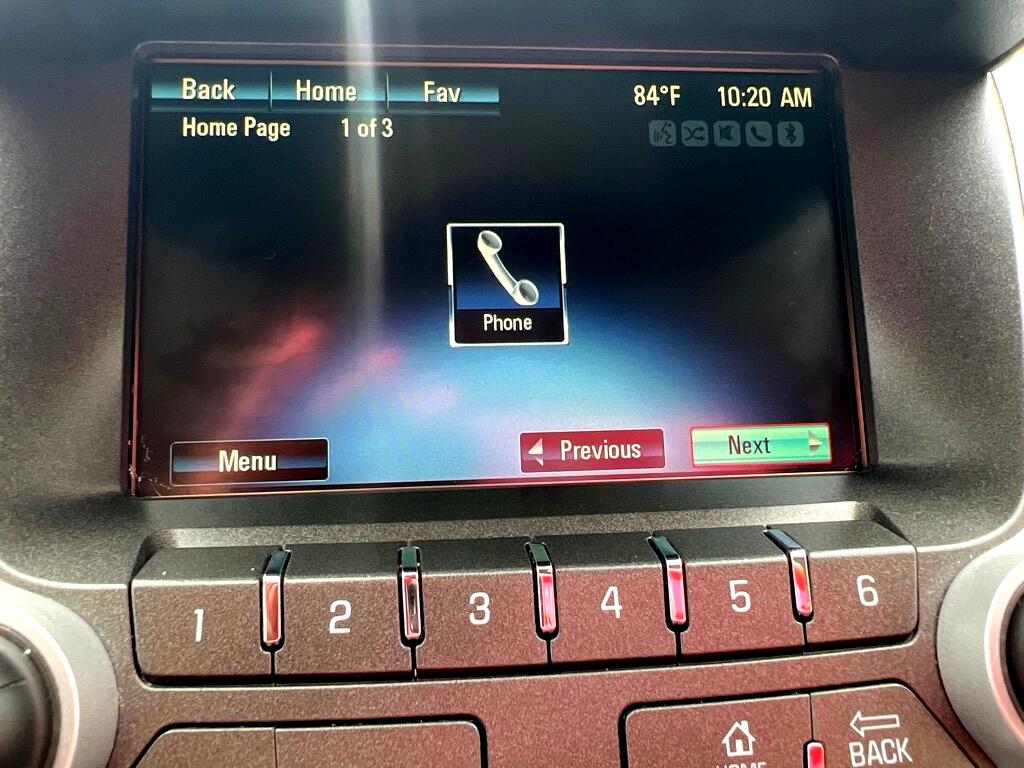 Back Home Fav 84°F 10:20 AM
Home Page 1 of 3
Phone
Menu Previous Next
1 2 3 4 5 6
HOME BACK